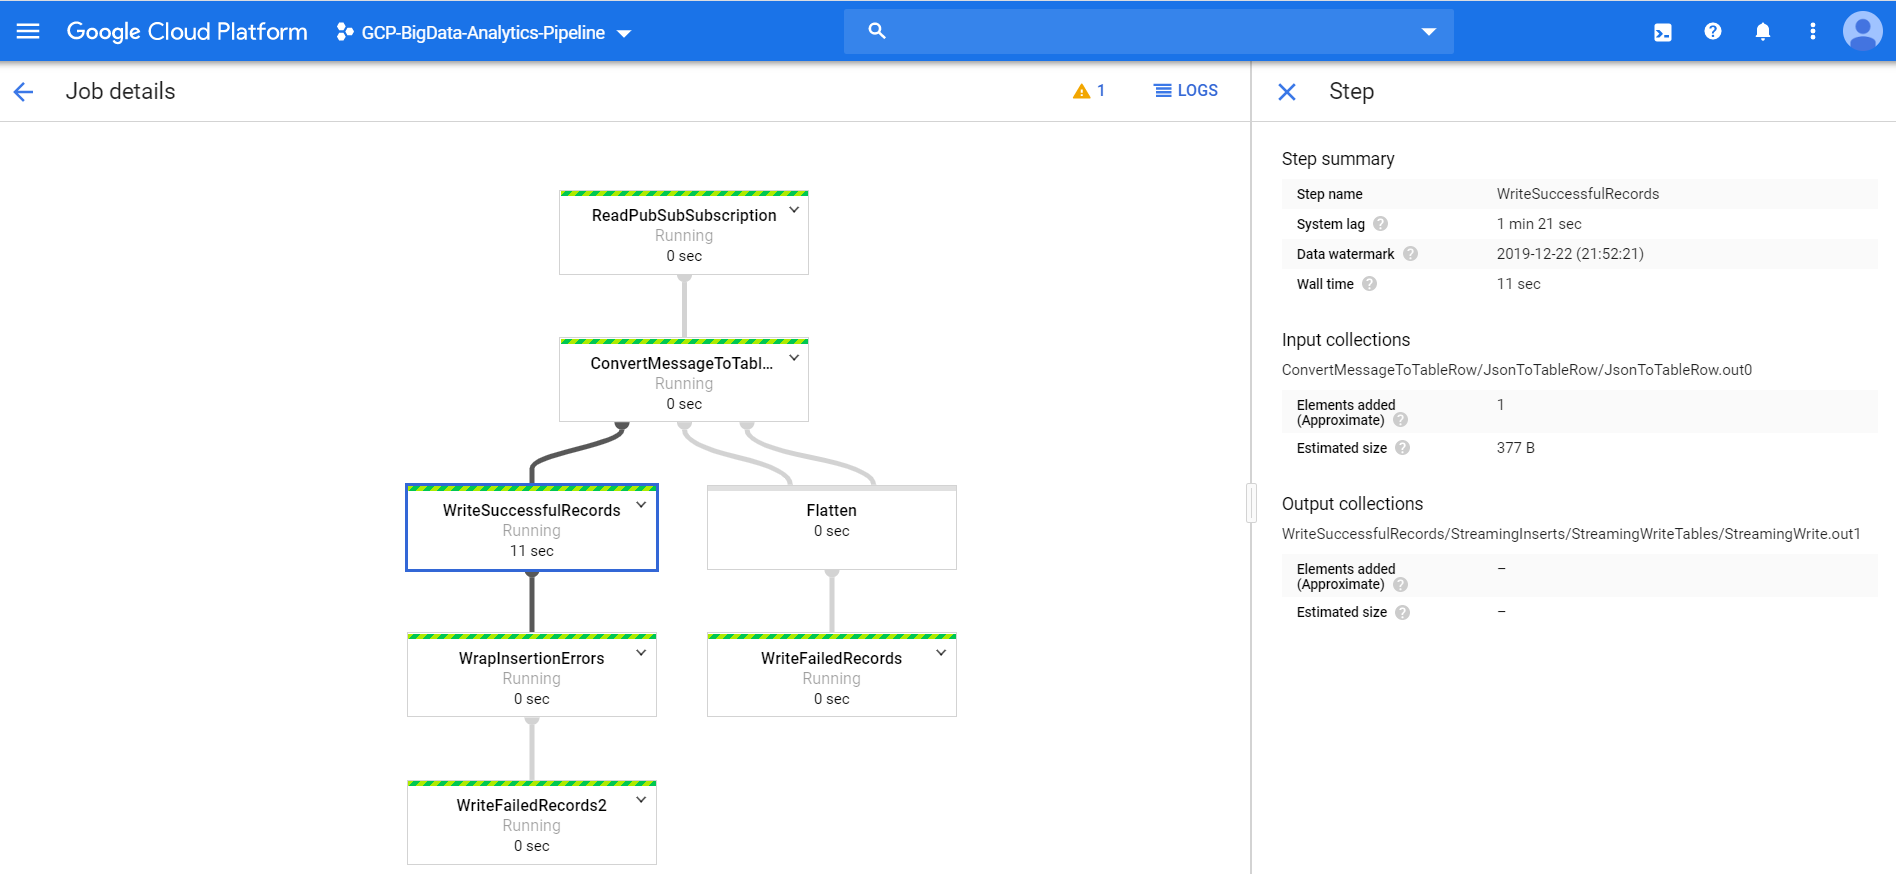 Google Cloud Platform
GCP-BigData-Analytics-Pipeline
Job details
1
LOGS
ReadPubSubSubscription
Running
0 sec
ConvertMessageToTabl...
Running
0 sec
WriteSuccessfulRecords
Running
11 sec
Flatten
0 sec
WrapInsertionErrors
Running
0 sec
WriteFailedRecords
Running
0 sec
WriteFailedRecords2
Running
0 sec
Step
Step summary
Step name WriteSuccessfulRecords
System lag ? 1 min 21 sec
Data watermark ? 2019-12-22 (21:52:21)
Wall time ? 11 sec
Input collections
ConvertMessageToTableRow/JsonToTableRow/JsonToTableRow.out0
Elements added 1
(Approximate) ?
Estimated size ? 377 B
Output collections
WriteSuccessfulRecords/StreamingInserts/StreamingWriteTables/StreamingWrite.out1
Elements added –
(Approximate) ?
Estimated size ? –